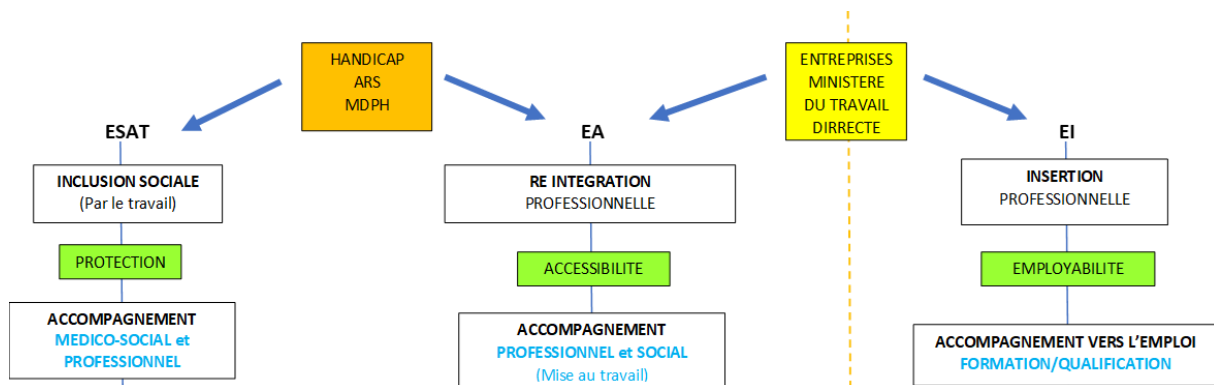 HANDICAP
ARS
MDPH
ENTREPRISES
MINISTERE
DU TRAVAIL
DIRRECTE
ESAT
EA
EI
INCLUSION SOCIALE
(Par le travail)
RE INTEGRATION
PROFESSIONNELLE
INSERTION
PROFESSIONNELLE
PROTECTION
ACCESSIBILITE
EMPLOYABILITE
ACCOMPAGNEMENT
MEDICO-SOCIAL et
PROFESSIONNEL
ACCOMPAGNEMENT
PROFESSIONNEL et SOCIAL
(Mise au travail)
ACCOMPAGNEMENT VERS L'EMPLOI
FORMATION/QUALIFICATION